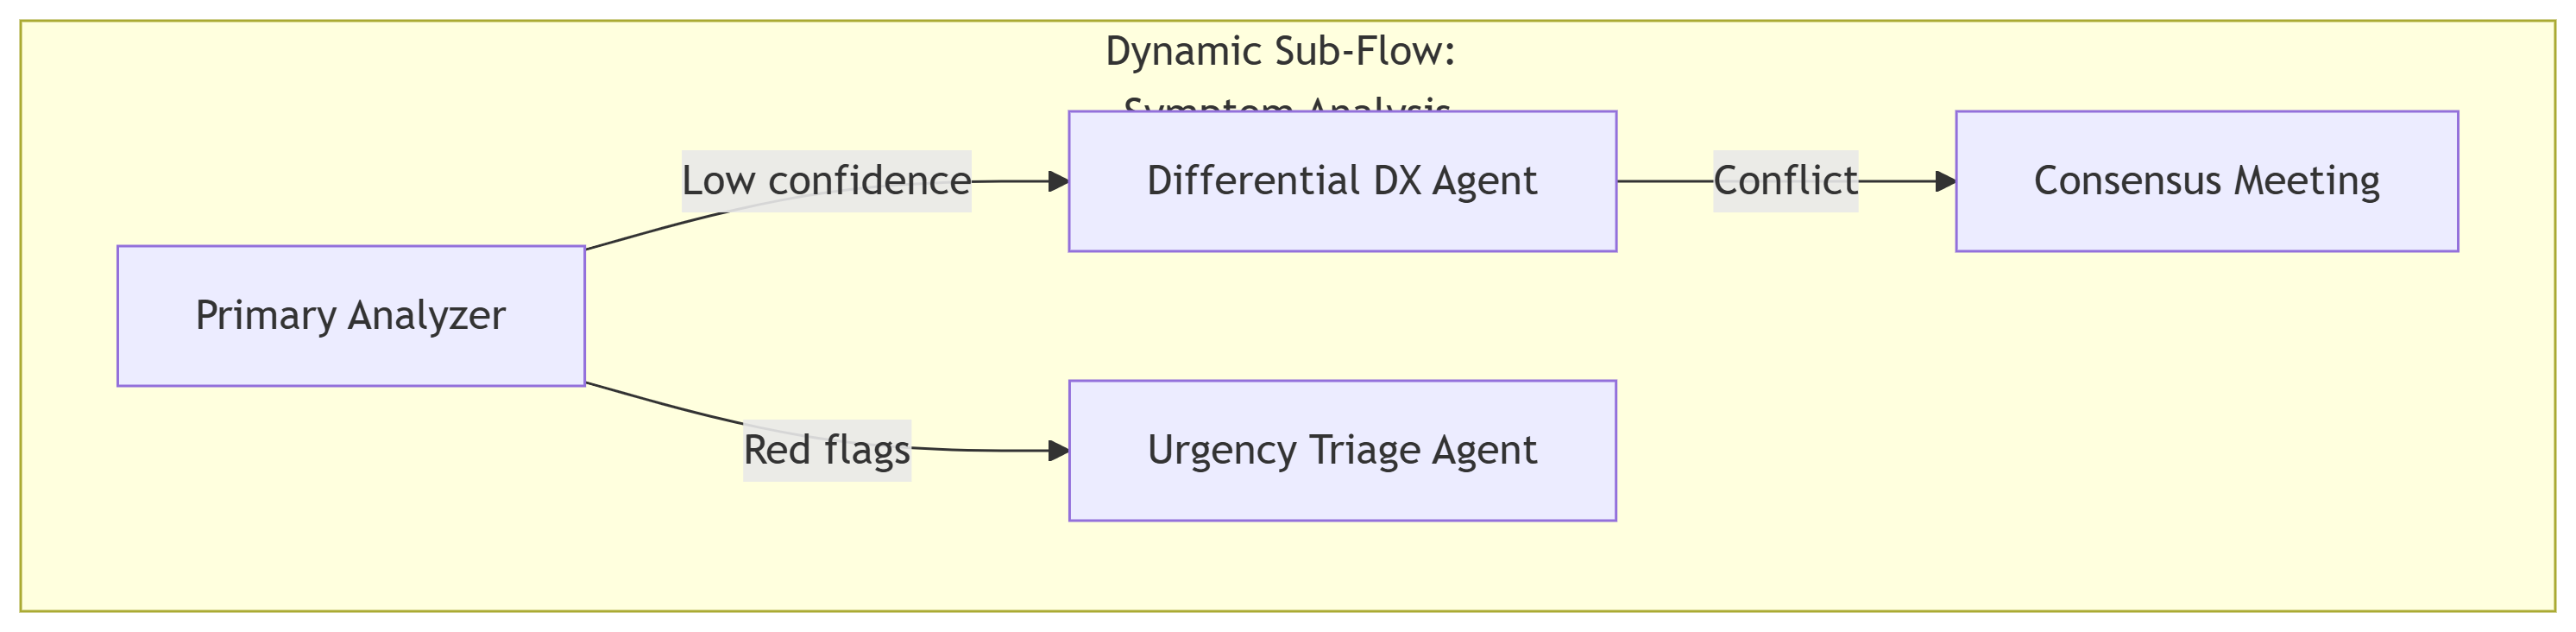 Dynamic Sub-Flow:
Symptom Analysis
Low confidence
Differential DX Agent
Conflict
Consensus Meeting
Primary Analyzer
Red flags
Urgency Triage Agent